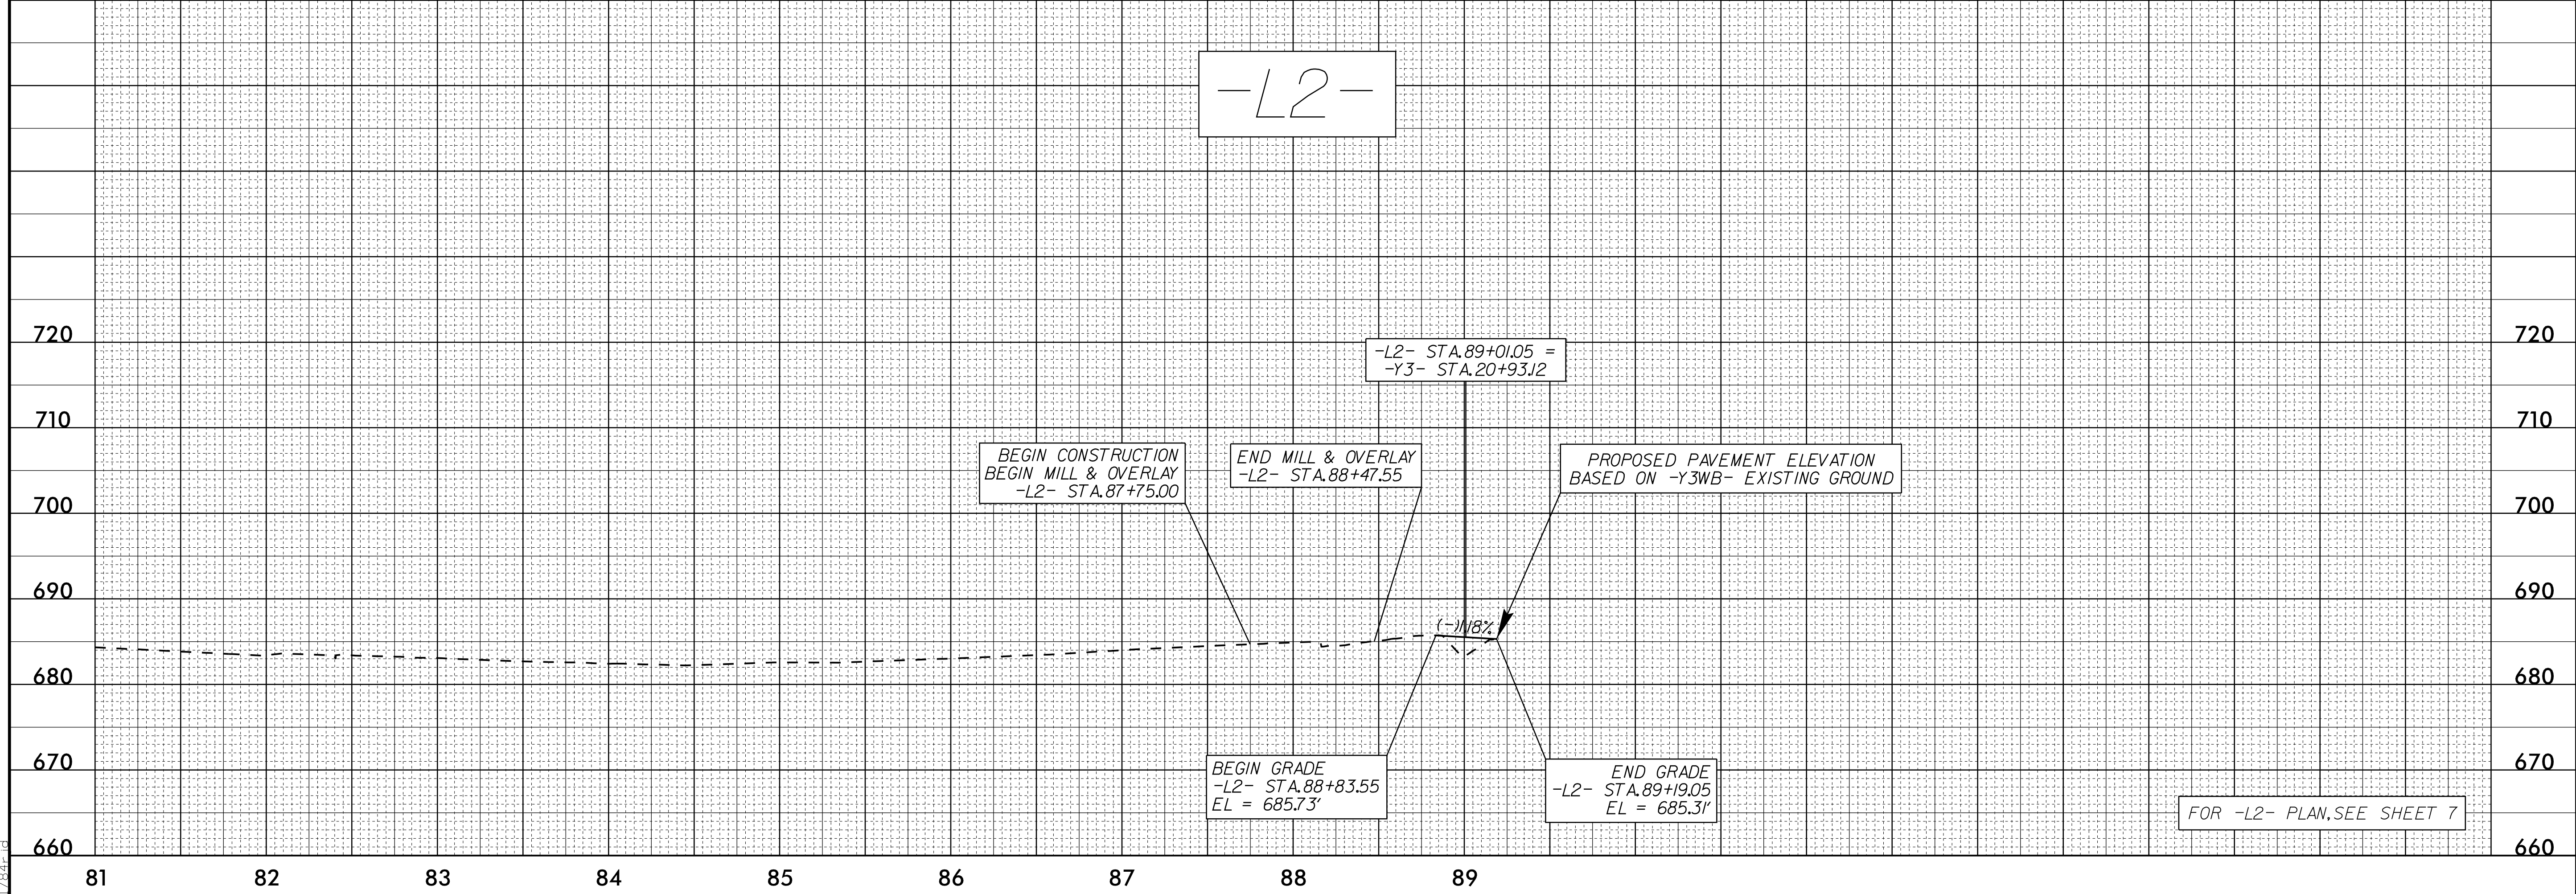 -L2-
720
720
-L2- STA.89+01.05 =
-Y3- STA.20+93.12
710
710
BEGIN CONSTRUCTION
BEGIN MILL & OVERLAY
-L2- STA.87+75.00
END MILL & OVERLAY
-L2- STA.88+47.55
PROPOSED PAVEMENT ELEVATION
BASED ON -Y3WB- EXISTING GROUND
700
700
690
690
(-)1.18%
680
680
670
670
BEGIN GRADE
-L2- STA.88+83.55
EL = 685.73'
END GRADE
-L2- STA.89+19.05
EL = 685.31'
FOR -L2- PLAN, SEE SHEET 7
660
660
81 82 83 84 85 86 87 88 89